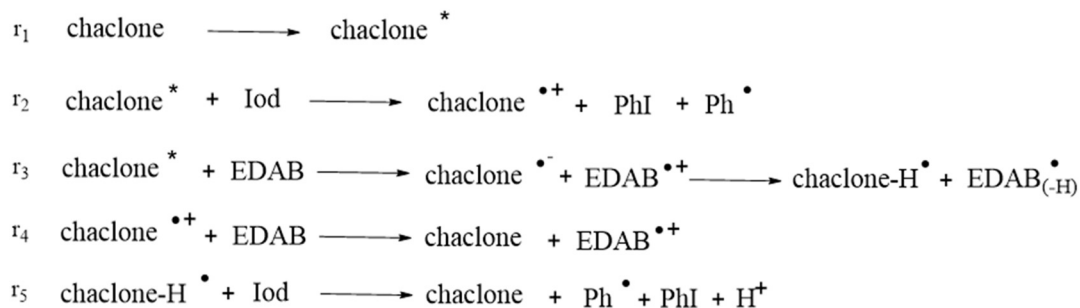 r₁ chaclone ⟶ chaclone *
r₂ chaclone * + Iod ⟶ chaclone •+ + PhI + Ph •
r₃ chaclone * + EDAB ⟶ chaclone •- + EDAB •+ ⟶ chaclone-H • + EDAB(-H) •
r₄ chaclone •+ + EDAB ⟶ chaclone + EDAB •+
r₅ chaclone-H • + Iod ⟶ chaclone + Ph • + PhI + H+